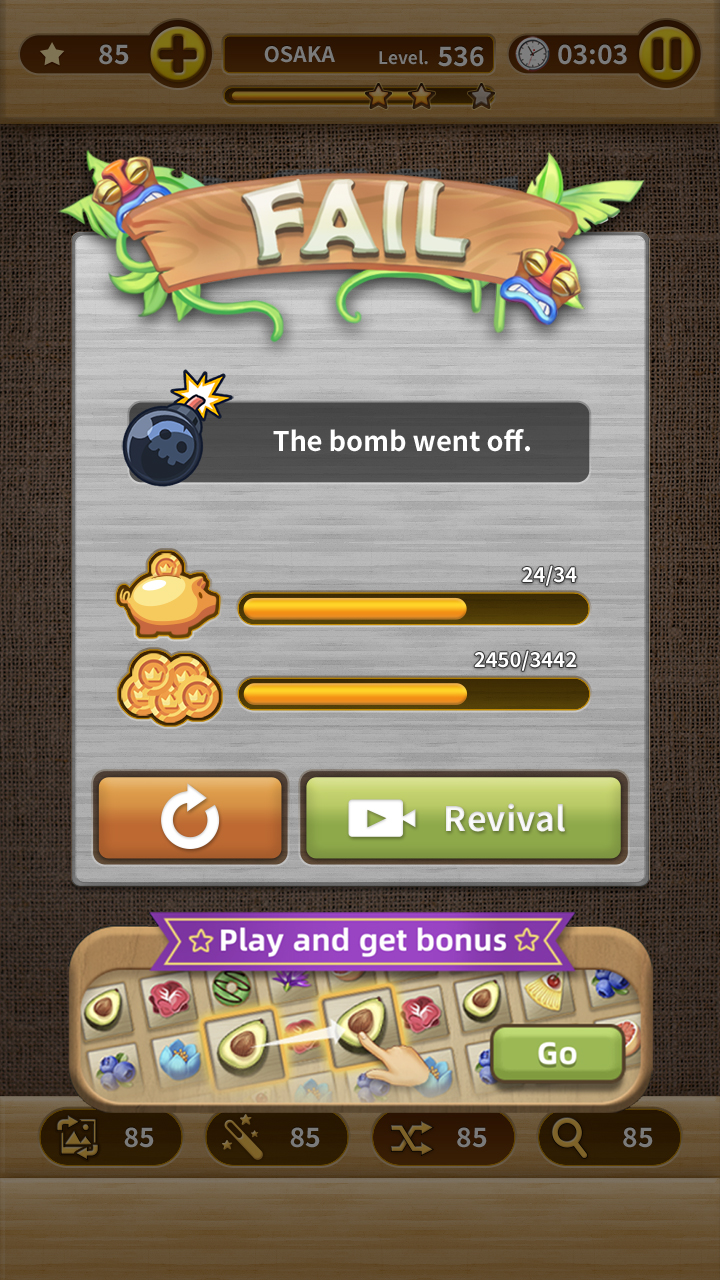 85
OSAKA
Level. 536
03:03
FAIL
The bomb went off.
24/34
2450/3442
Revival
Play and get bonus
Go
85
85
85
85